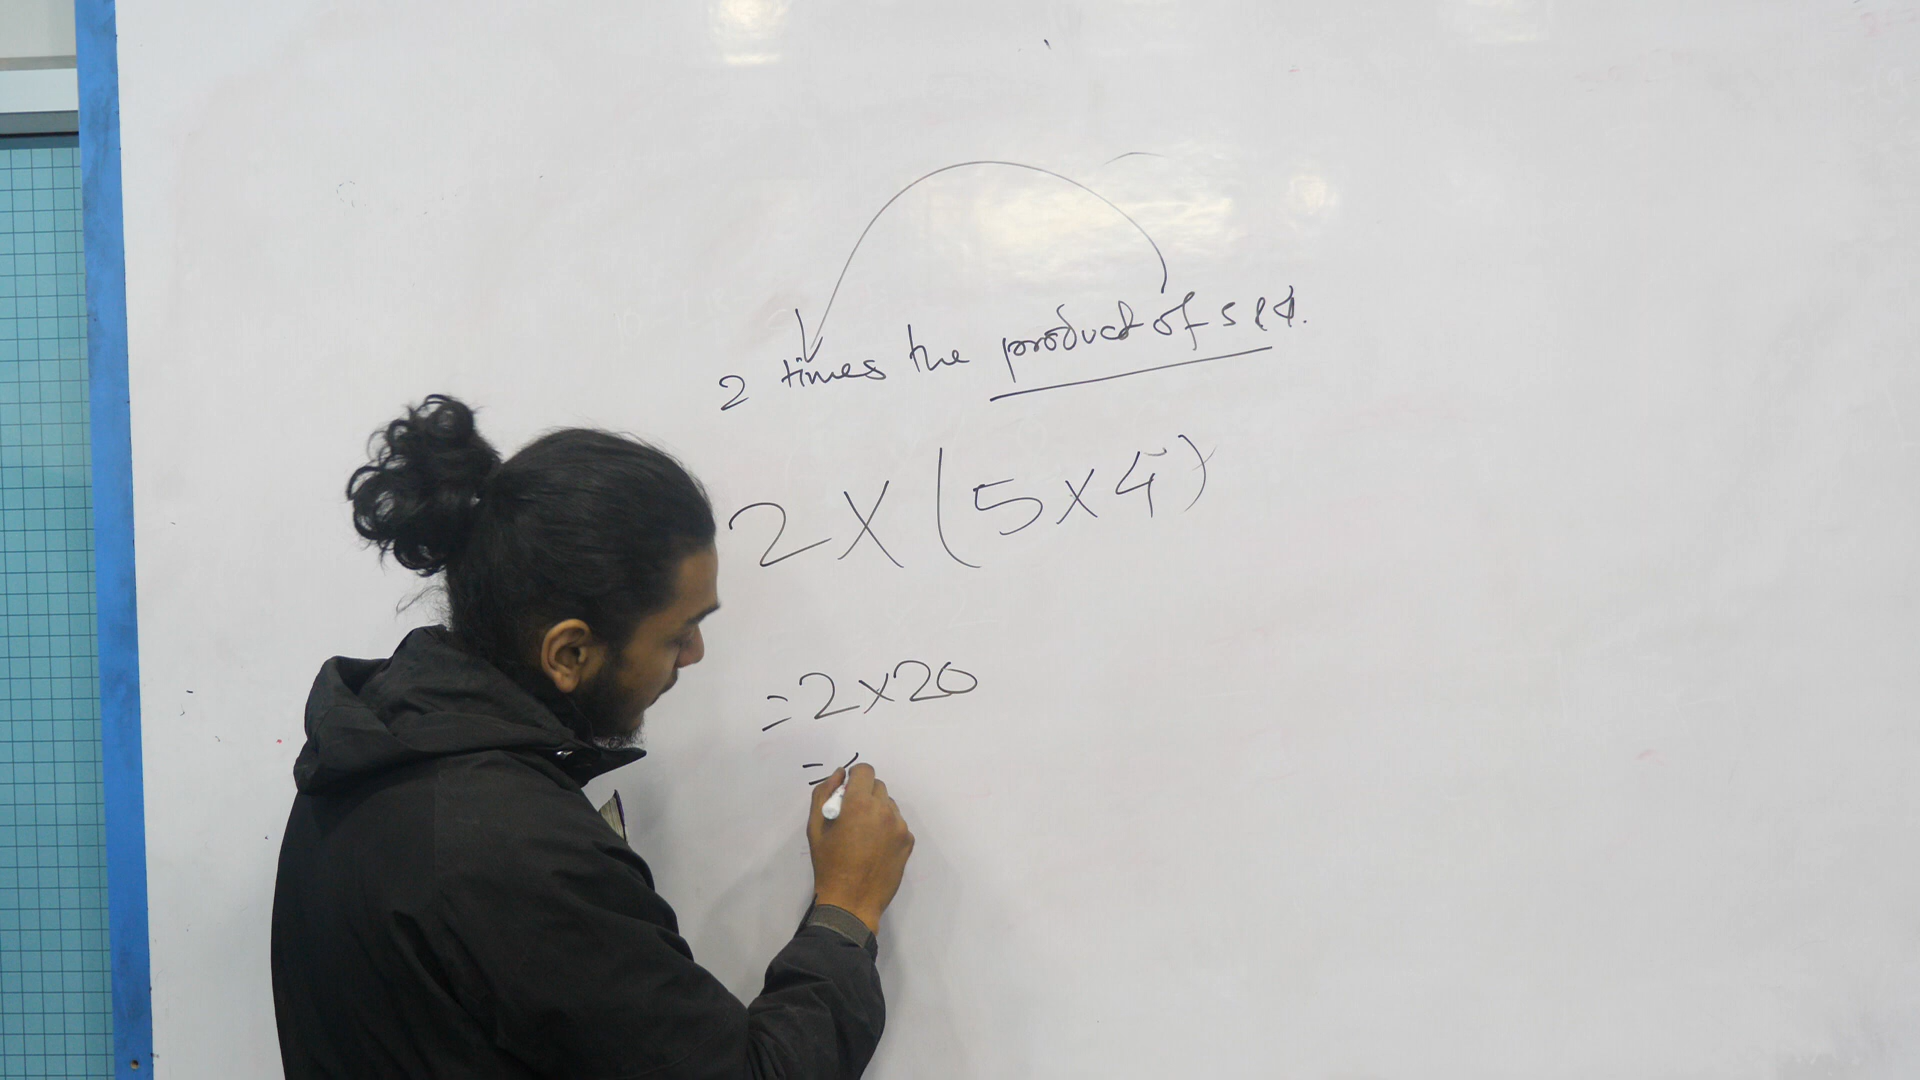 2 times the product of 5 & 4.
2 × (5 × 4)
= 2 × 20
=